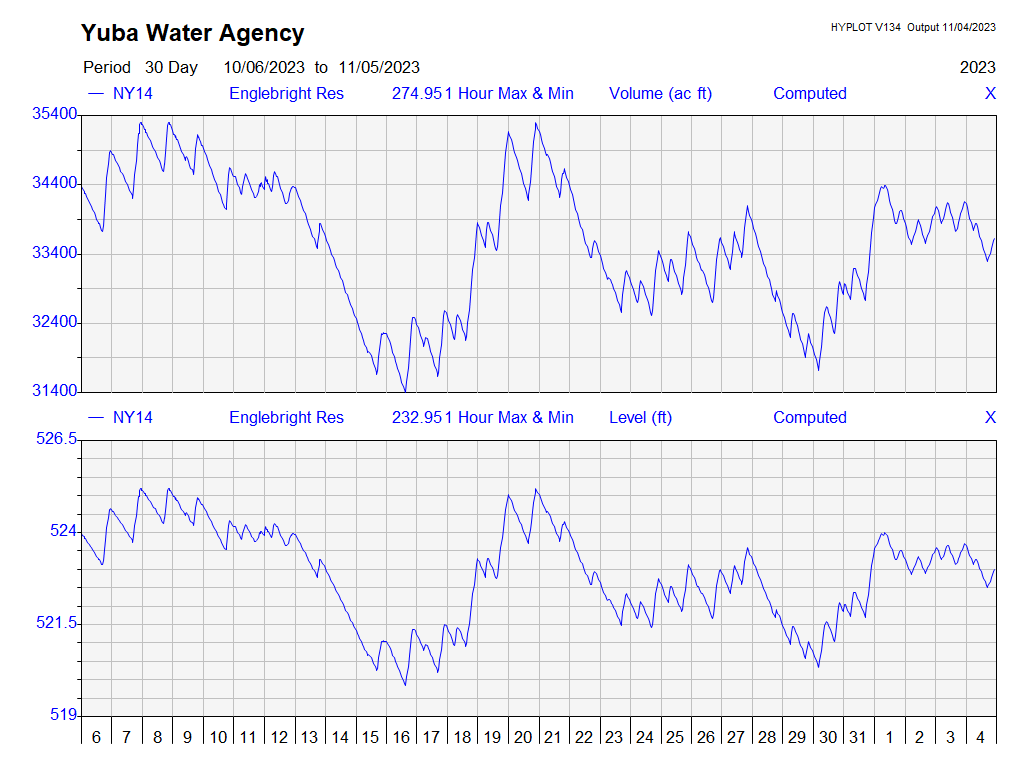 Yuba Water Agency
HYPLOT V134 Output 11/04/2023
Period 30 Day 10/06/2023 to 11/05/2023 2023
— NY14 Englebright Res 274.951 Hour Max & Min Volume (ac ft) Computed X
35400
34400
33400
32400
31400
— NY14 Englebright Res 232.951 Hour Max & Min Level (ft) Computed X
526.5
524
521.5
519
6 7 8 9 10 11 12 13 14 15 16 17 18 19 20 21 22 23 24 25 26 27 28 29 30 31 1 2 3 4